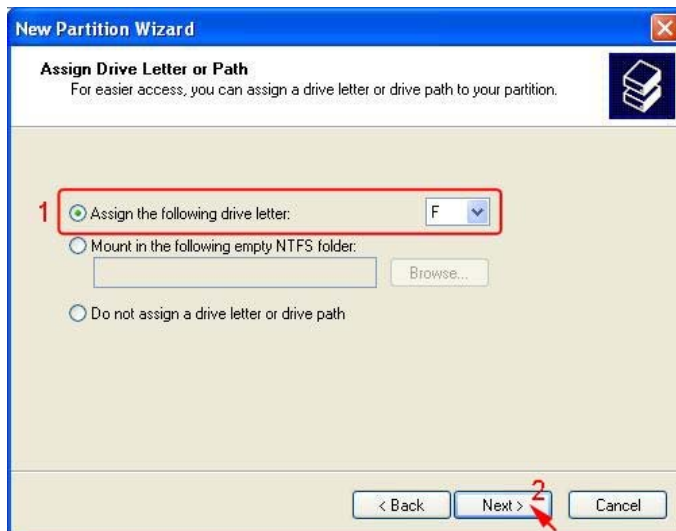 New Partition Wizard
Assign Drive Letter or Path
For easier access, you can assign a drive letter or drive path to your partition.
1 Assign the following drive letter: F
Mount in the following empty NTFS folder:
Browse...
Do not assign a drive letter or drive path
2
< Back Next > Cancel